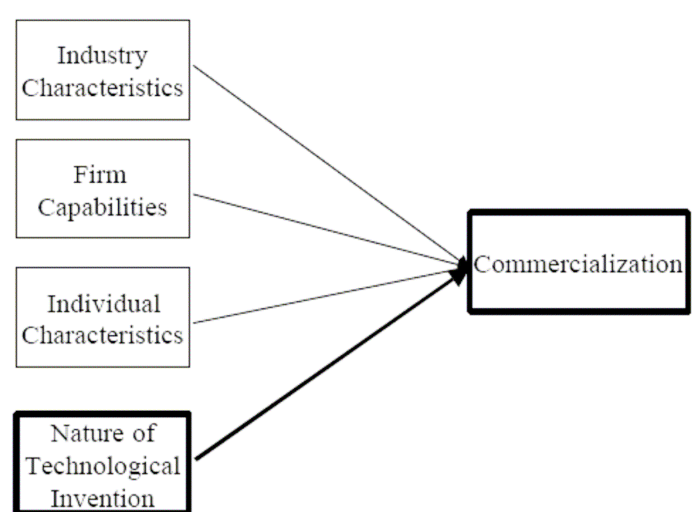 Industry
Characteristics
Firm
Capabilities
Individual
Characteristics
Nature of
Technological
Invention
Commercialization